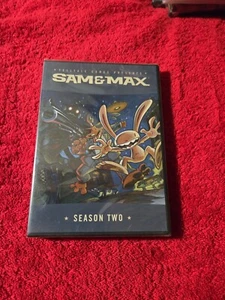 TELLTALE GAMES PRESENTS
SAM&MAX
SEASON TWO